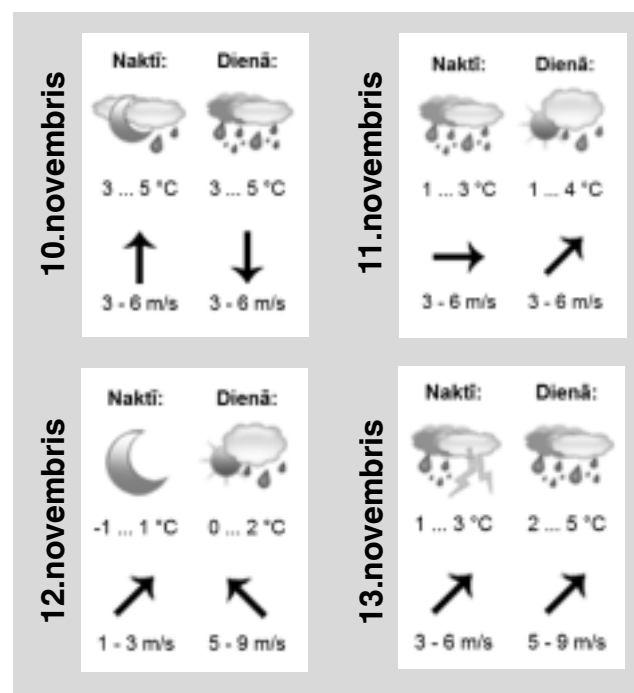 10.novembris
Naktī: Dienā:
3 ... 5 °C 3 ... 5 °C
3 - 6 m/s 3 - 6 m/s
11.novembris
Naktī: Dienā:
1 ... 3 °C 1 ... 4 °C
3 - 6 m/s 3 - 6 m/s
12.novembris
Naktī: Dienā:
-1 ... 1 °C 0 ... 2 °C
1 - 3 m/s 5 - 9 m/s
13.novembris
Naktī: Dienā:
1 ... 3 °C 2 ... 5 °C
3 - 6 m/s 5 - 9 m/s